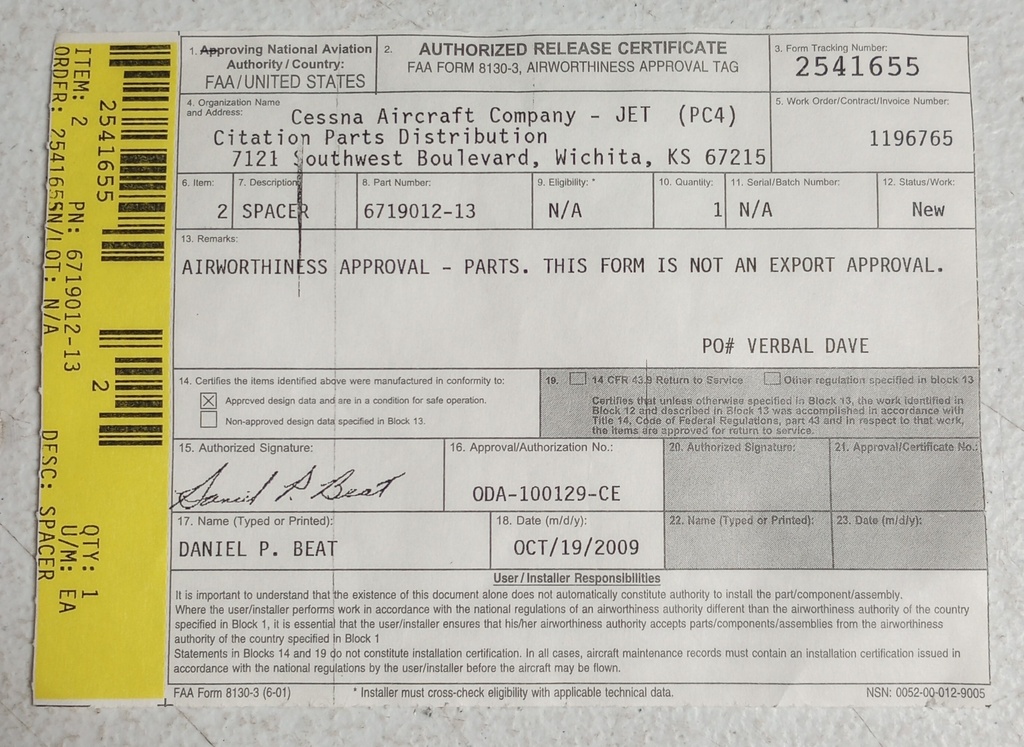 ITEM: 2 PN: 6719012-13 QTY: 1
2541655 2 U/M: EA
ORDER: 2541655N/LOT: N/A DESC: SPACER
1. Approving National Aviation
Authority / Country:
FAA/UNITED STATES
2. AUTHORIZED RELEASE CERTIFICATE
FAA FORM 8130-3, AIRWORTHINESS APPROVAL TAG
3. Form Tracking Number:
2541655
4. Organization Name
and Address:
Cessna Aircraft Company - JET (PC4)
Citation Parts Distribution
7121 Southwest Boulevard, Wichita, KS 67215
5. Work Order/Contract/Invoice Number:
1196765
6. Item:
2
7. Description:
SPACER
8. Part Number:
6719012-13
9. Eligibility: *
N/A
10. Quantity:
1
11. Serial/Batch Number:
N/A
12. Status/Work:
New
13. Remarks:
AIRWORTHINESS APPROVAL - PARTS. THIS FORM IS NOT AN EXPORT APPROVAL.
PO# VERBAL DAVE
14. Certifies the items identified above were manufactured in conformity to:
Approved design data and are in a condition for safe operation.
Non-approved design data specified in Block 13.
19. 14 CFR 43.9 Return to Service Other regulation specified in block 13
Certifies that unless otherwise specified in Block 13, the work identified in
Block 12 and described in Block 13 was accomplished in accordance with
Title 14, Code of Federal Regulations, part 43 and in respect to that work,
the items are approved for return to service.
15. Authorized Signature:
Daniel P. Beat
16. Approval/Authorization No.:
ODA-100129-CE
20. Authorized Signature:
21. Approval/Certificate No.:
17. Name (Typed or Printed):
DANIEL P. BEAT
18. Date (m/d/y):
OCT/19/2009
22. Name (Typed or Printed):
23. Date (m/d/y):
User / Installer Responsibilities
It is important to understand that the existence of this document alone does not automatically constitute authority to install the part/component/assembly.
Where the user/installer performs work in accordance with the national regulations of an airworthiness authority different than the airworthiness authority of the country
specified in Block 1, it is essential that the user/installer ensures that his/her airworthiness authority accepts parts/components/assemblies from the airworthiness
authority of the country specified in Block 1
Statements in Blocks 14 and 19 do not constitute installation certification. In all cases, aircraft maintenance records must contain an installation certification issued in
accordance with the national regulations by the user/installer before the aircraft may be flown.
FAA Form 8130-3 (6-01) * Installer must cross-check eligibility with applicable technical data. NSN: 0052-00-012-9005